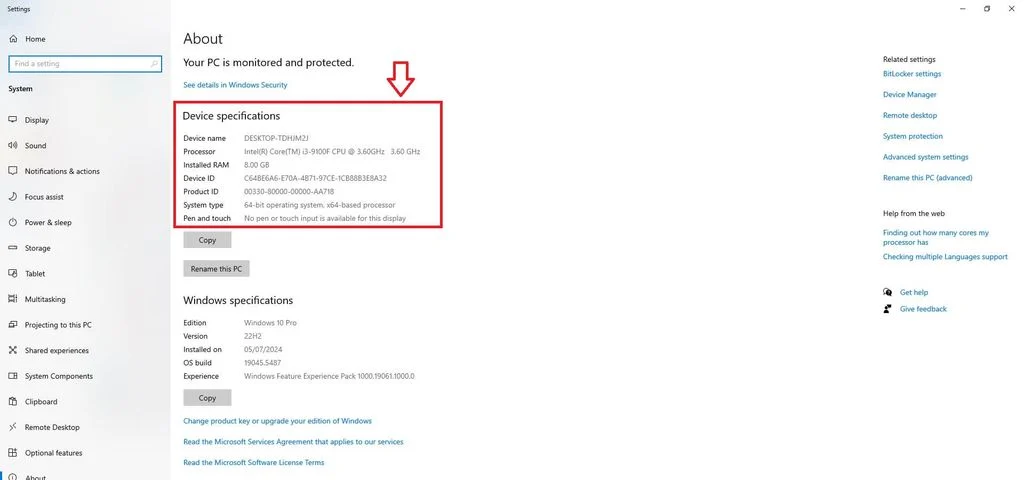 Settings
Home
Find a setting
System
Display
Sound
Notifications & actions
Focus assist
Power & sleep
Storage
Tablet
Multitasking
Projecting to this PC
Shared experiences
System Components
Clipboard
Remote Desktop
Optional features
About
About
Your PC is monitored and protected.
See details in Windows Security
Device specifications
Device name DESKTOP-TDHJM2J
Processor Intel(R) Core(TM) i3-9100F CPU @ 3.60GHz 3.60 GHz
Installed RAM 8.00 GB
Device ID C64BE6A6-E70A-4B71-97CE-1CB88B3E8A32
Product ID 00330-80000-00000-AA718
System type 64-bit operating system, x64-based processor
Pen and touch No pen or touch input is available for this display
Copy
Rename this PC
Windows specifications
Edition Windows 10 Pro
Version 22H2
Installed on 05/07/2024
OS build 19045.5487
Experience Windows Feature Experience Pack 1000.19061.1000.0
Copy
Change product key or upgrade your edition of Windows
Read the Microsoft Services Agreement that applies to our services
Read the Microsoft Software License Terms
Related settings
BitLocker settings
Device Manager
Remote desktop
System protection
Advanced system settings
Rename this PC (advanced)
Help from the web
Finding out how many cores my
processor has
Checking multiple Languages support
Get help
Give feedback